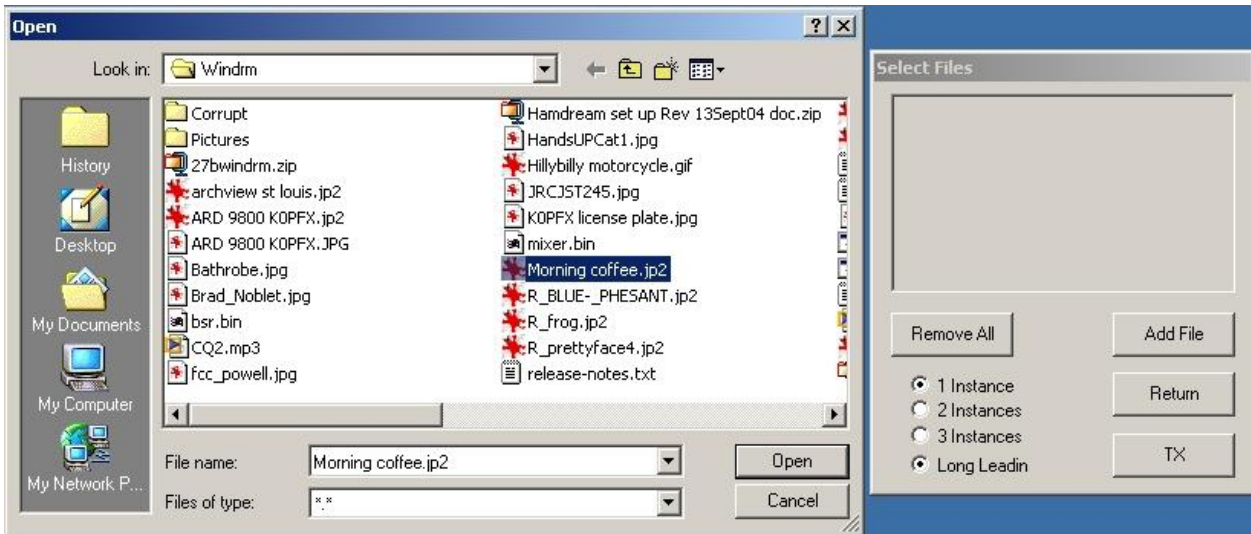 Open
Look in:
Windrm
History
Desktop
My Documents
My Computer
My Network P...
Corrupt
Pictures
27bwindrm.zip
archview st louis.jp2
ARD 9800 K0PFX.jp2
ARD 9800 K0PFX.JPG
Bathrobe.jpg
Brad_Noblet.jpg
bsr.bin
CQ2.mp3
fcc_powell.jpg
Hamdream set up Rev 13Sept04 doc.zip
HandsUPCat1.jpg
Hillybilly motorcycle.gif
JRCJST245.jpg
K0PFX license plate.jpg
mixer.bin
Morning coffee.jp2
R_BLUE-_PHESANT.jp2
R_frog.jp2
R_prettyface4.jp2
release-notes.txt
File name:
Morning coffee.jp2
Open
Files of type:
*.*
Cancel
Select Files
Remove All
Add File
1 Instance
2 Instances
3 Instances
Long Leadin
Return
TX